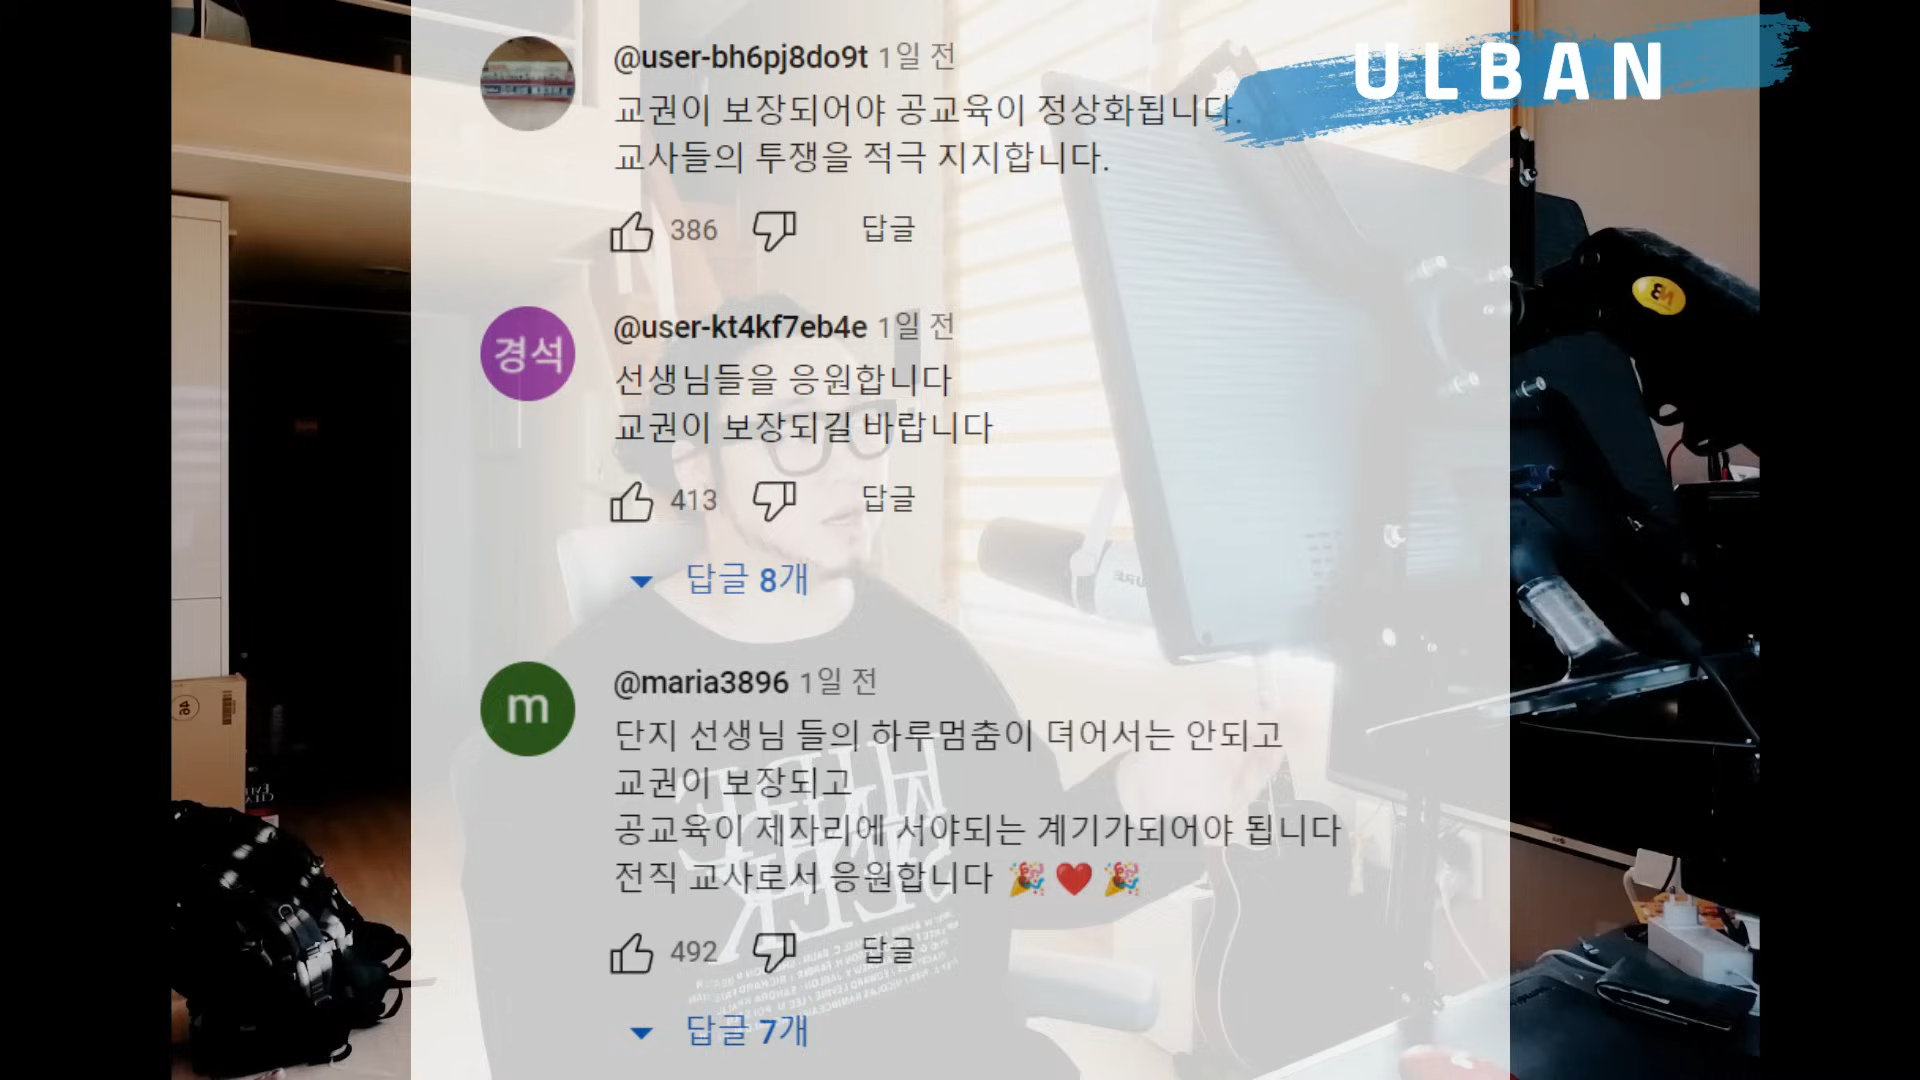 ULBAN
@user-bh6pj8do9t 1일 전
교권이 보장되어야 공교육이 정상화됩니다.
교사들의 투쟁을 적극 지지합니다.
386 답글
경석
@user-kt4kf7eb4e 1일 전
선생님들을 응원합니다
교권이 보장되길 바랍니다
413 답글
답글 8개
m
@maria3896 1일 전
단지 선생님 들의 하루멈춤이 뎌어서는 안되고
교권이 보장되고
공교육이 제자리에 서야되는 계기가되어야 됩니다
전직 교사로서 응원합니다 🎉 ❤️ 🎉
492 답글
답글 7개
46